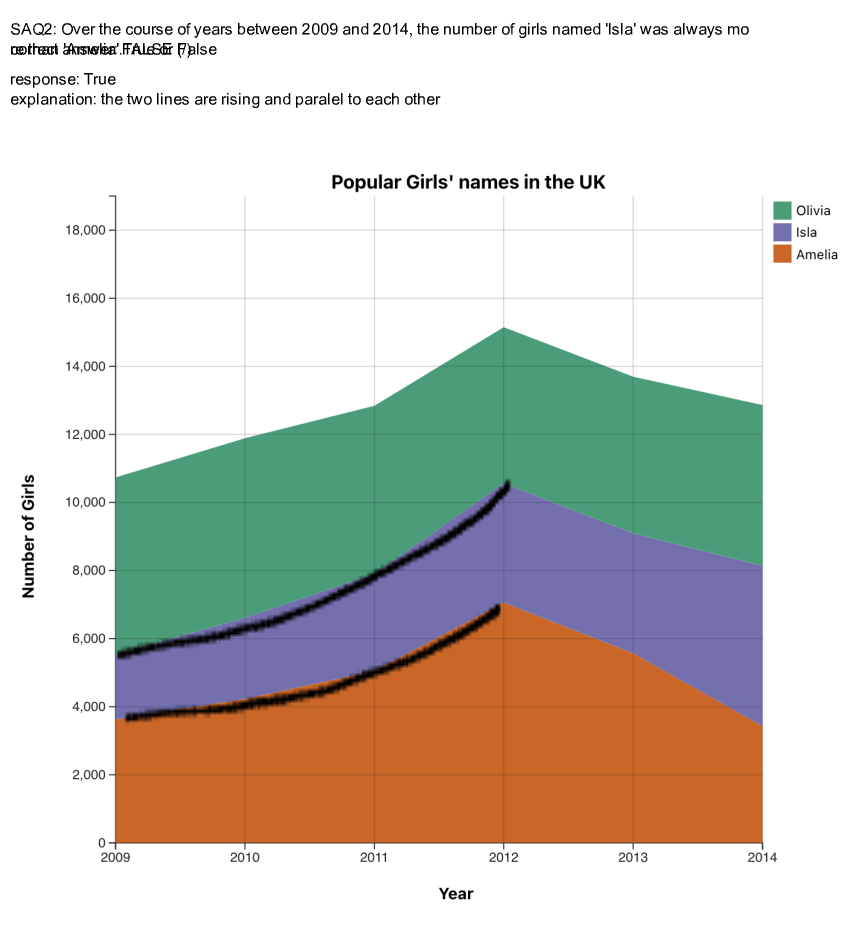 SAQ2: Over the course of years between 2009 and 2014, the number of girls named 'Isla' was always mo
response: True
explanation: the two lines are rising and paralel to each other
Popular Girls' names in the UK
Olivia
Isla
Amelia
18,000
16,000
14,000
12,000
10,000
8,000
6,000
4,000
2,000
0
Number of Girls
2009 2010 2011 2012 2013 2014
Year